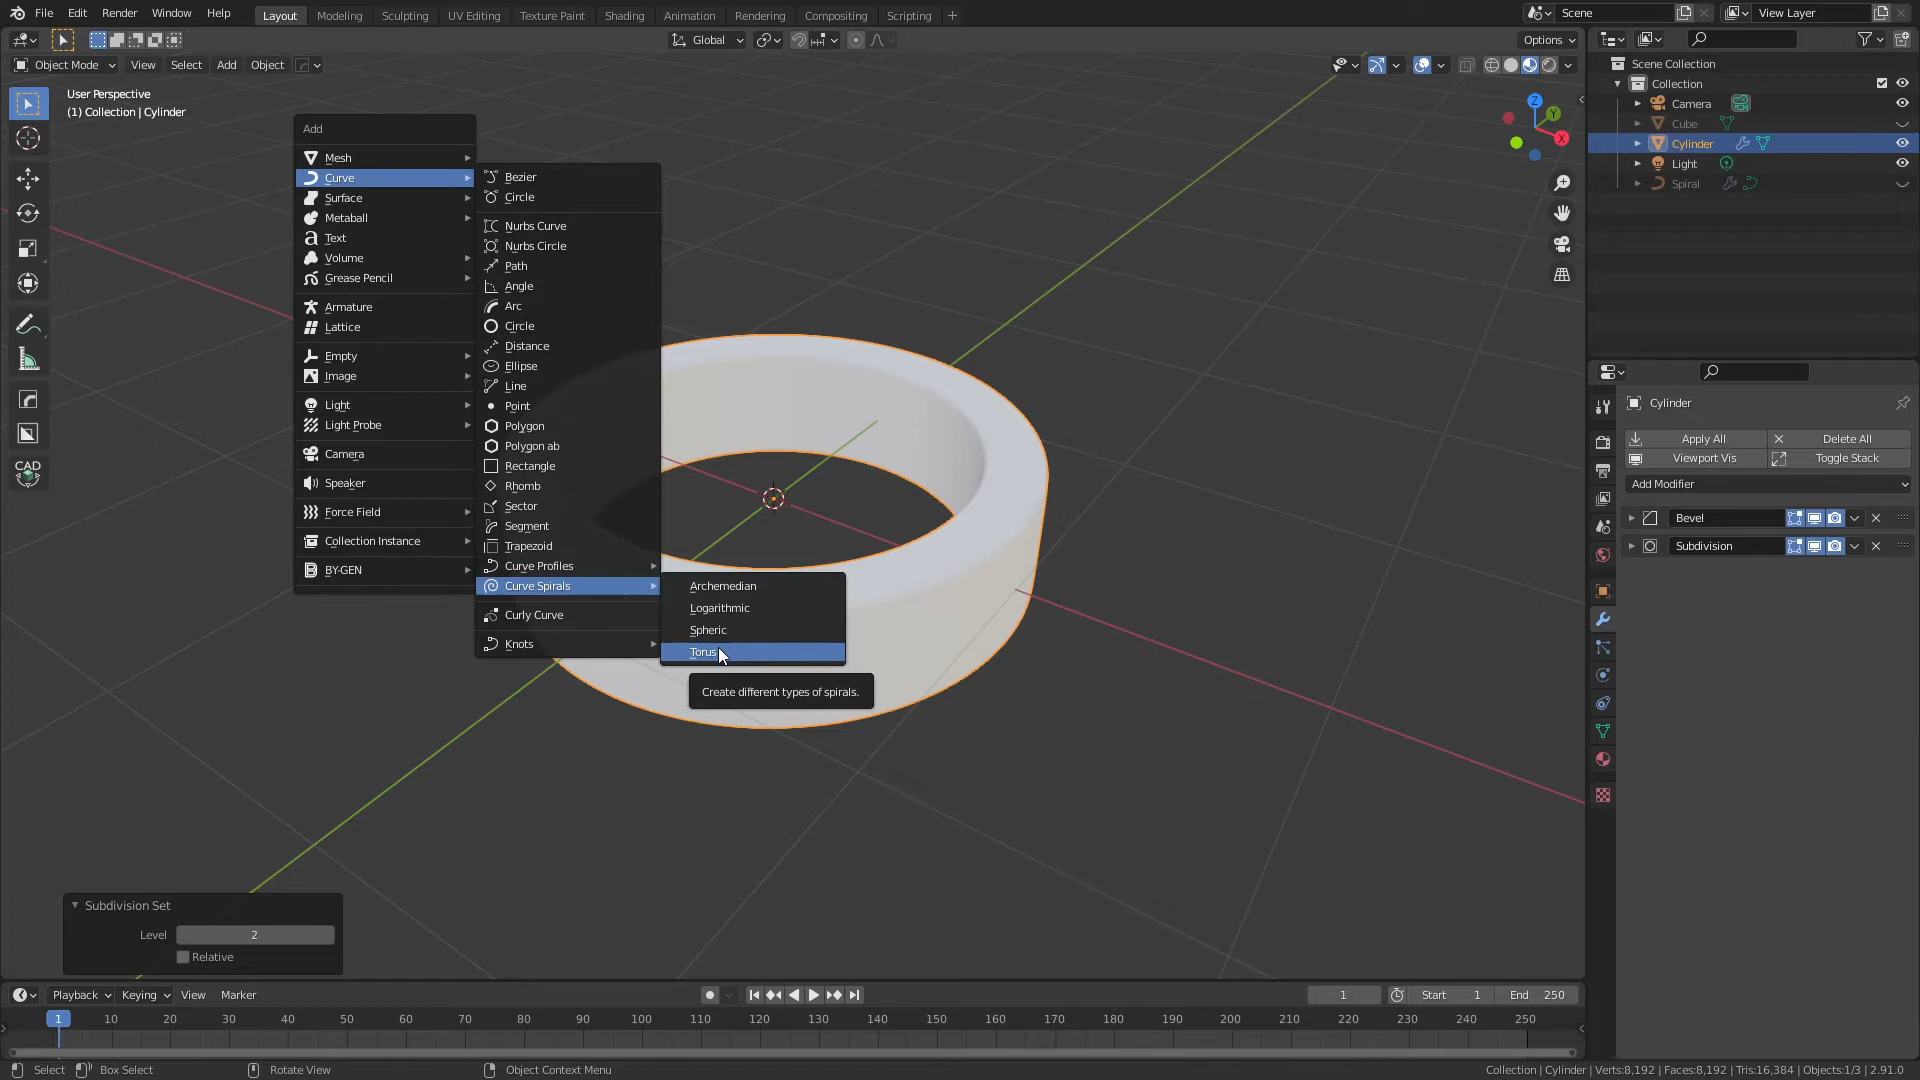 File Edit Render Window Help Layout Modeling Sculpting UV Editing Texture Paint Shading Animation Rendering Compositing Scripting + Scene View Layer
Global Options
Object Mode View Select Add Object
User Perspective
(1) Collection | Cylinder
Add
Mesh
Curve
Surface
Metaball
Text
Volume
Grease Pencil
Armature
Lattice
Empty
Image
Light
Light Probe
Camera
Speaker
Force Field
Collection Instance
BY-GEN
Bezier
Circle
Nurbs Curve
Nurbs Circle
Path
Angle
Arc
Circle
Distance
Ellipse
Line
Point
Polygon
Polygon ab
Rectangle
Rhomb
Sector
Segment
Trapezoid
Curve Profiles
Curve Spirals
Curly Curve
Knots
Archemedian
Logarithmic
Spheric
Torus
Create different types of spirals.
CAD
Z
Y
X
Scene Collection
Collection
Camera
Cube
Cylinder
Light
Spiral
Cylinder
Apply All Delete All
Viewport Vis Toggle Stack
Add Modifier
Bevel
Subdivision
Subdivision Set
Level 2
Relative
Playback Keying View Marker 1 Start 1 End 250
1 10 20 30 40 50 60 70 80 90 100 110 120 130 140 150 160 170 180 190 200 210 220 230 240 250
Select Box Select Rotate View Object Context Menu Collection | Cylinder | Verts:8,192 | Faces:8,192 | Tris:16,384 | Objects:1/3 | 2.91.0